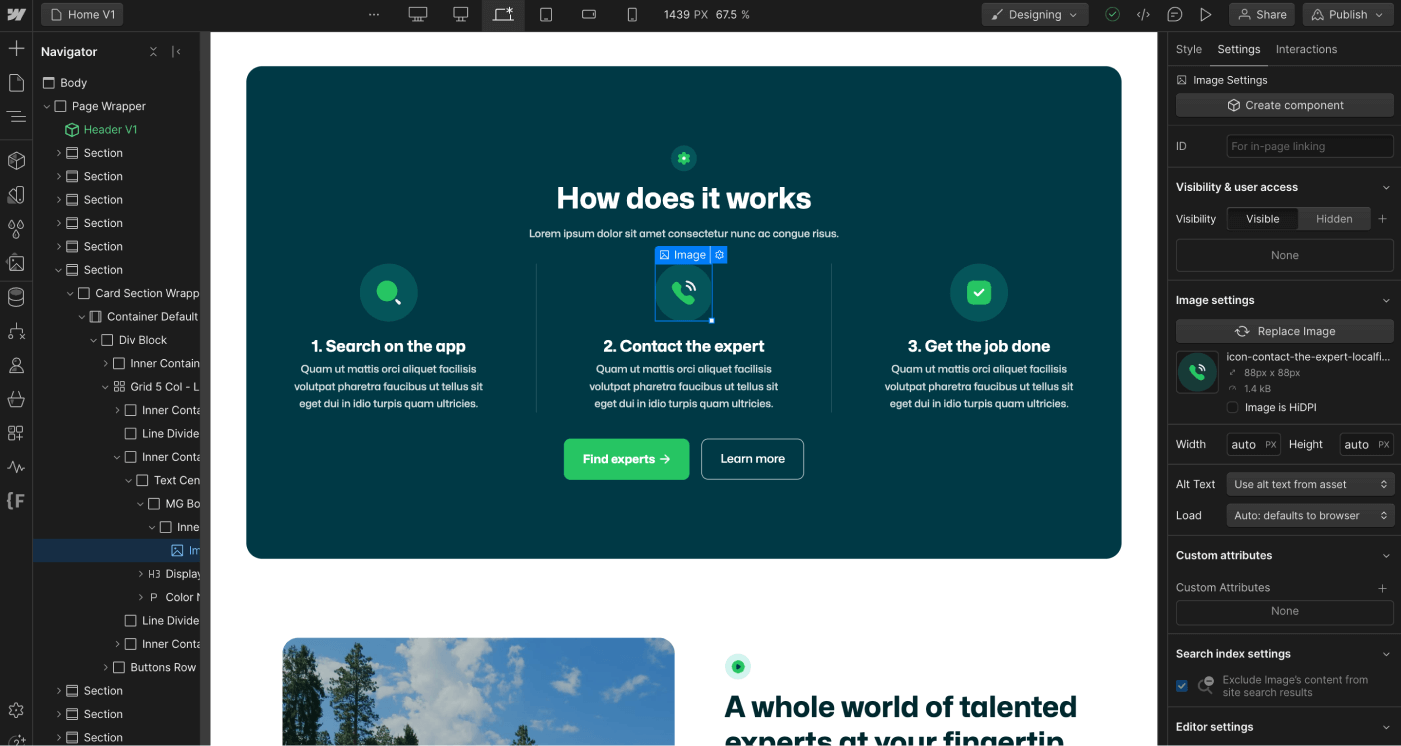 Home V1
1439 PX 67.5 %
Designing
Share
Publish
Navigator
Body
Page Wrapper
Header V1
Section
Section
Section
Section
Section
Section
Card Section Wrapp
Container Default
Div Block
Inner Contain
Grid 5 Col - L
Inner Conta
Line Divide
Inner Conta
Text Cen
MG Bo
Inne
Im
H3 Display
P Color N
Line Divide
Inner Conta
Buttons Row
Section
Section
Section
How does it works
Lorem ipsum dolor sit amet consectetur nunc ac congue risus.
Image
1. Search on the app
Quam ut mattis orci aliquet facilisis
volutpat pharetra faucibus ut tellus sit
eget dui in idio turpis quam ultricies.
2. Contact the expert
Quam ut mattis orci aliquet facilisis
volutpat pharetra faucibus ut tellus sit
eget dui in idio turpis quam ultricies.
3. Get the job done
Quam ut mattis orci aliquet facilisis
volutpat pharetra faucibus ut tellus sit
eget dui in idio turpis quam ultricies.
Find experts →
Learn more
A whole world of talented
experts at your fingertip
Style Settings Interactions
Image Settings
Create component
ID For in-page linking
Visibility & user access
Visibility Visible Hidden
None
Image settings
Replace Image
icon-contact-the-expert-localfi...
88px x 88px
1.4 kB
Image is HiDPI
Width auto PX Height auto PX
Alt Text Use alt text from asset
Load Auto: defaults to browser
Custom attributes
Custom Attributes
None
Search index settings
Exclude Image's content from
site search results
Editor settings